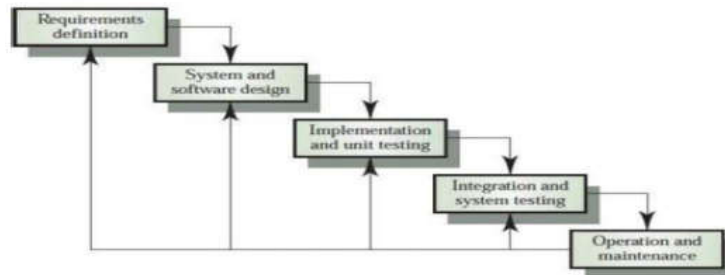 Requirements
definition
System and
software design
Implementation
and unit testing
Integration and
system testing
Operation and
maintenance